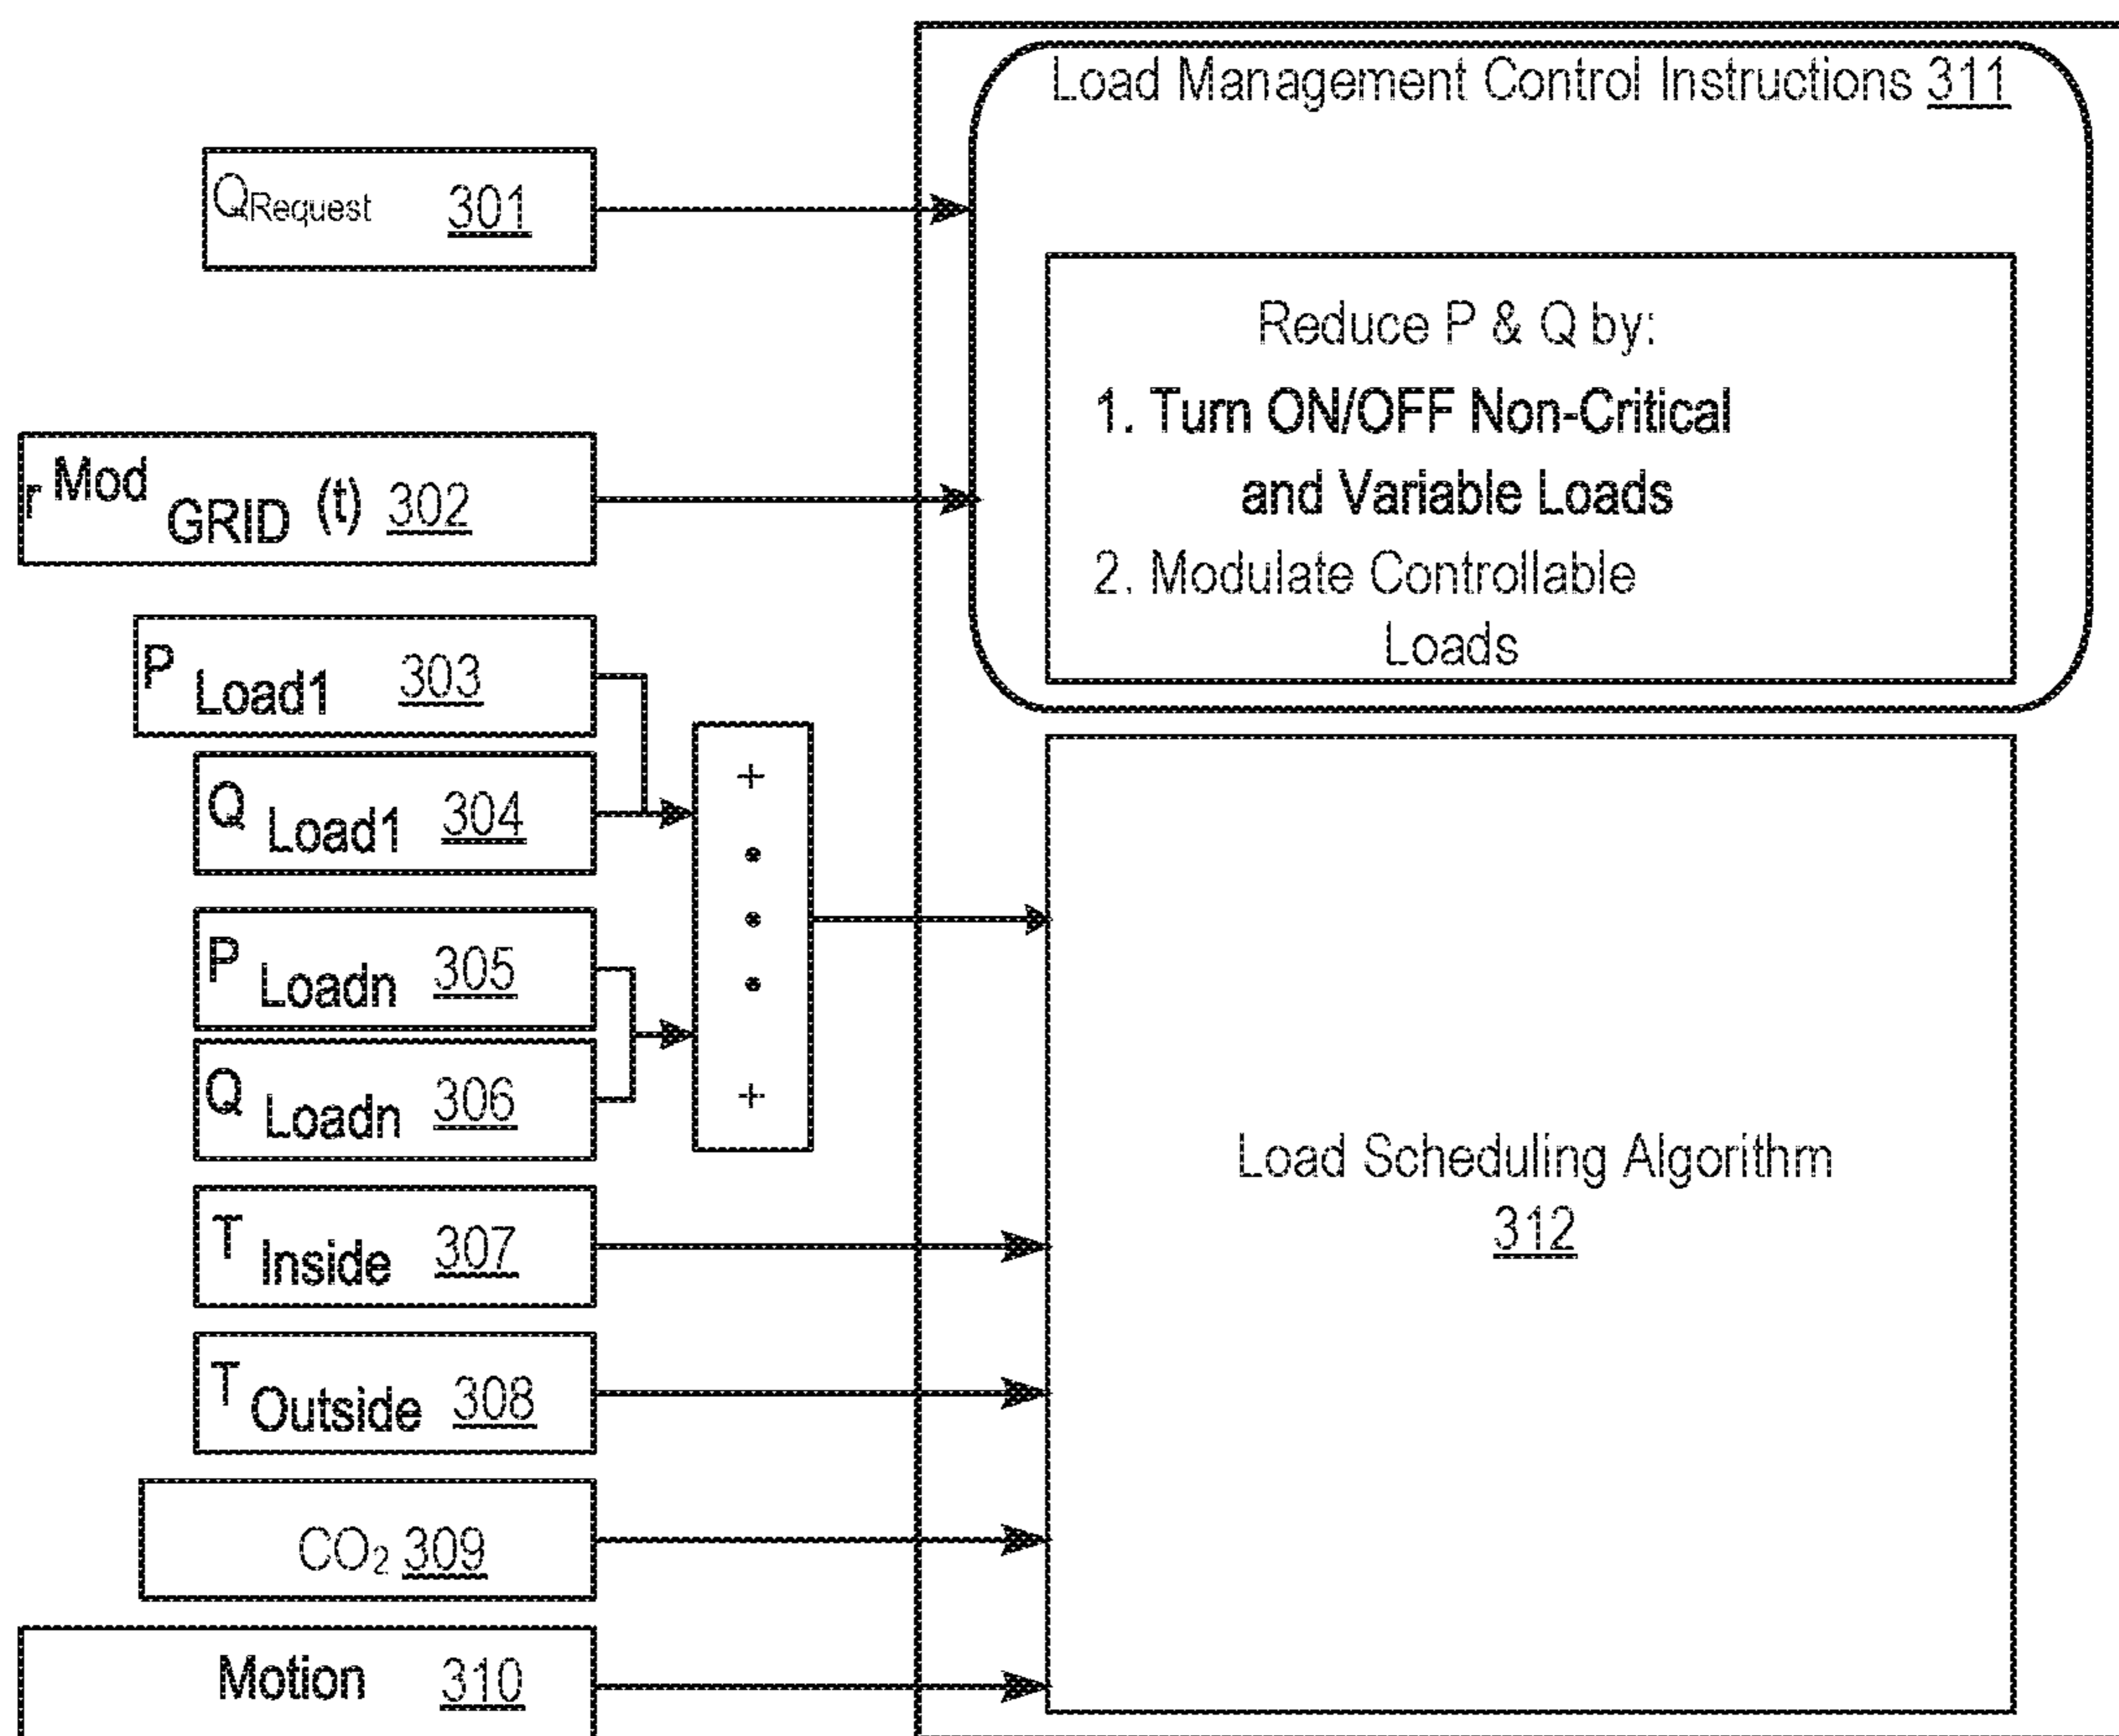 Load Management Control Instructions 311
QRequest 301
Reduce P & Q by:
1. Turn ON/OFF Non-Critical
and Variable Loads
2. Modulate Controllable
Loads
r Mod GRID (t) 302
P Load1 303
Q Load1 304
P Loadn 305
Q Loadn 306
+
+
T Inside 307
T Outside 308
CO₂ 309
Motion 310
Load Scheduling Algorithm
312